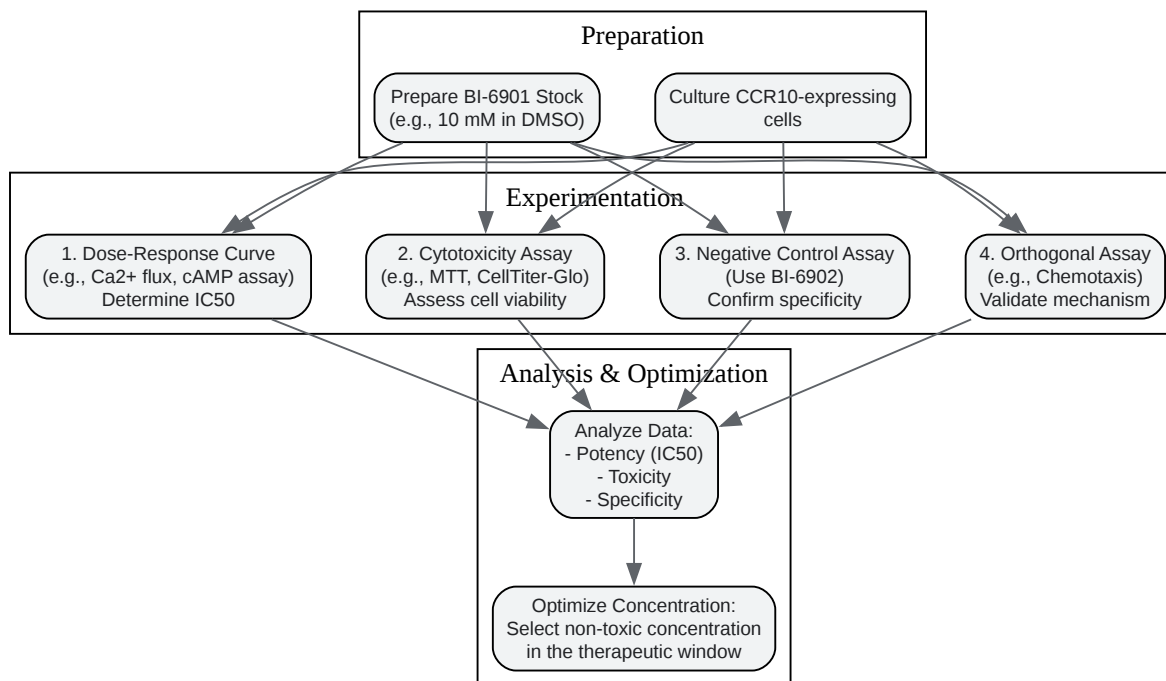 Preparation
Prepare BI-6901 Stock
(e.g., 10 mM in DMSO)
Culture CCR10-expressing
cells
Experimentation
1. Dose-Response Curve
(e.g., Ca2+ flux, cAMP assay)
Determine IC50
2. Cytotoxicity Assay
(e.g., MTT, CellTiter-Glo)
Assess cell viability
3. Negative Control Assay
(Use BI-6902)
Confirm specificity
4. Orthogonal Assay
(e.g., Chemotaxis)
Validate mechanism
Analysis & Optimization
Analyze Data:
- Potency (IC50)
- Toxicity
- Specificity
Optimize Concentration:
Select non-toxic concentration
in the therapeutic window